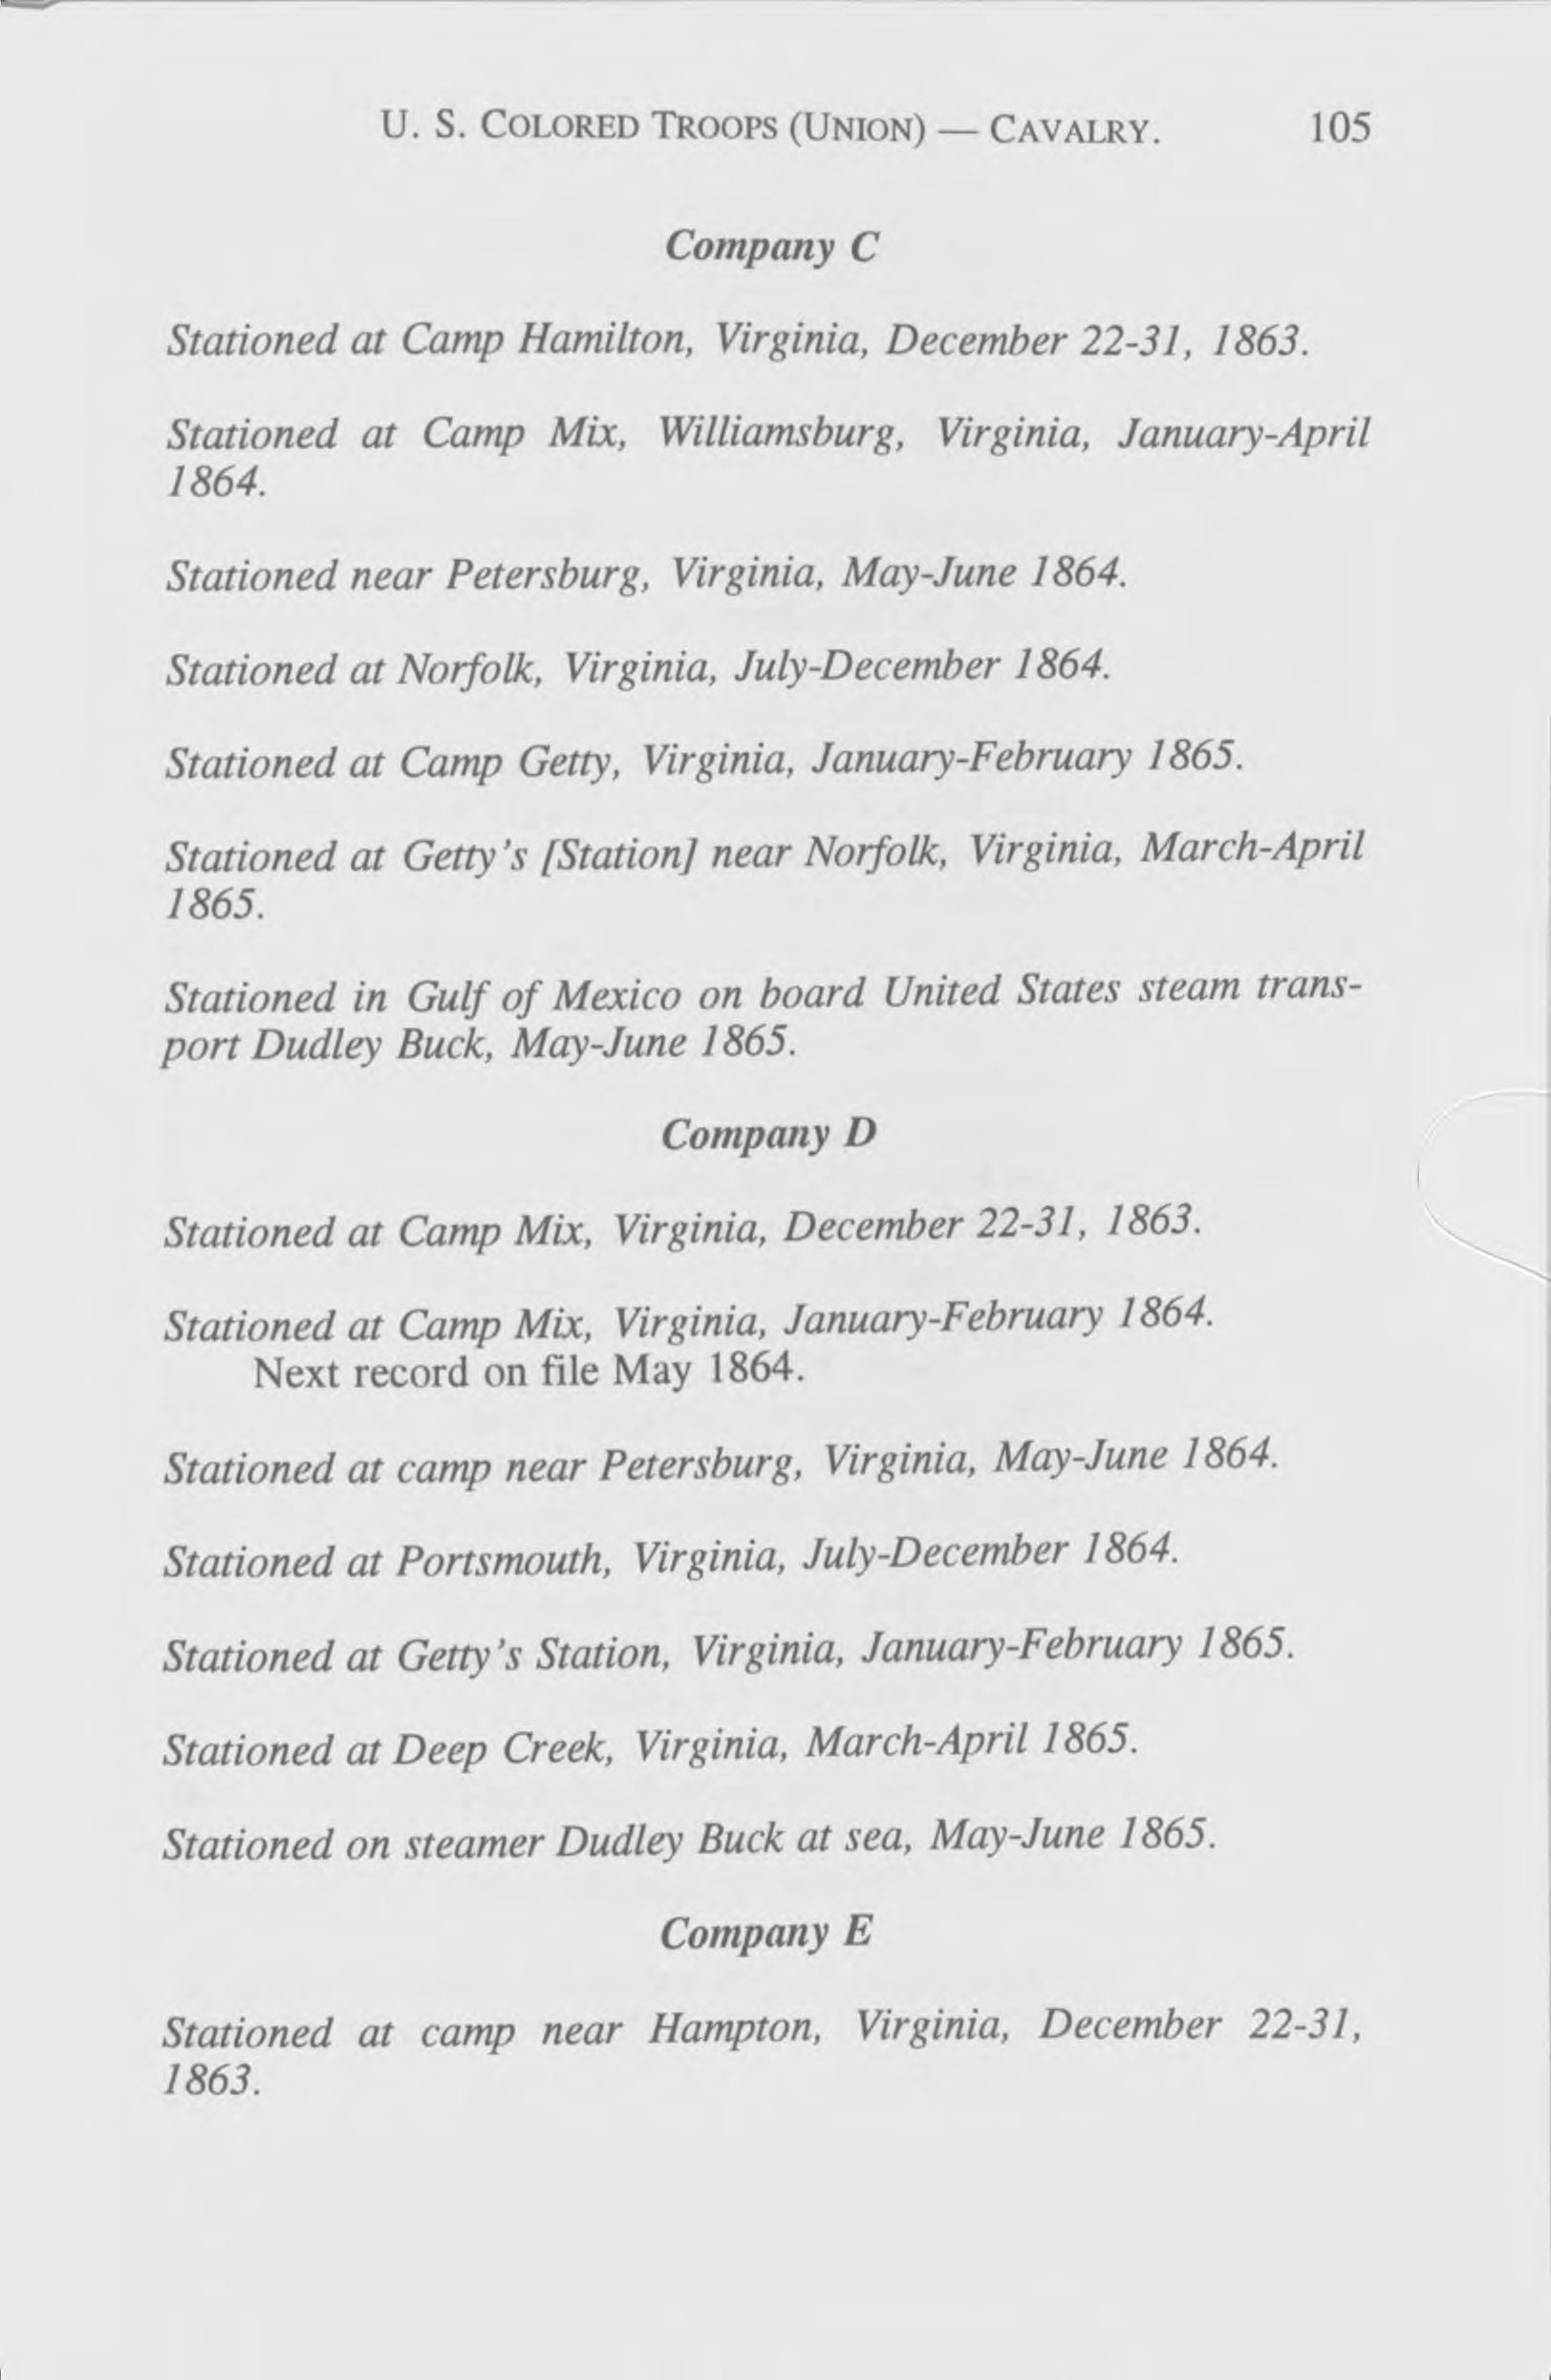 U. S. COLORED TROOPS (UNION) — CAVALRY. 105
Company C
Stationed at Camp Hamilton, Virginia, December 22-31, 1863.
Stationed at Camp Mix, Williamsburg, Virginia, January-April
1864.
Stationed near Petersburg, Virginia, May-June 1864.
Stationed at Norfolk, Virginia, July-December 1864.
Stationed at Camp Getty, Virginia, January-February 1865.
Stationed at Getty's [Station] near Norfolk, Virginia, March-April
1865.
Stationed in Gulf of Mexico on board United States steam trans-
port Dudley Buck, May-June 1865.
Company D
Stationed at Camp Mix, Virginia, December 22-31, 1863.
Stationed at Camp Mix, Virginia, January-February 1864.
Next record on file May 1864.
Stationed at camp near Petersburg, Virginia, May-June 1864.
Stationed at Portsmouth, Virginia, July-December 1864.
Stationed at Getty's Station, Virginia, January-February 1865.
Stationed at Deep Creek, Virginia, March-April 1865.
Stationed on steamer Dudley Buck at sea, May-June 1865.
Company E
Stationed at camp near Hampton, Virginia, December 22-31,
1863.